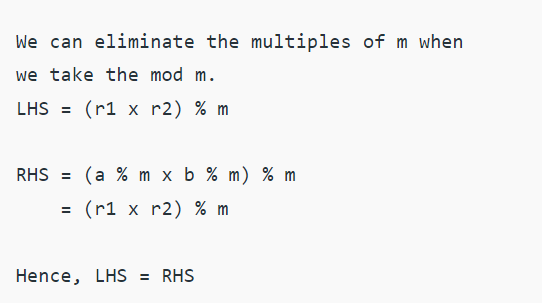 We can eliminate the multiples of m when
we take the mod m.
LHS = (r1 x r2) % m
RHS = (a % m x b % m) % m
= (r1 x r2) % m
Hence, LHS = RHS